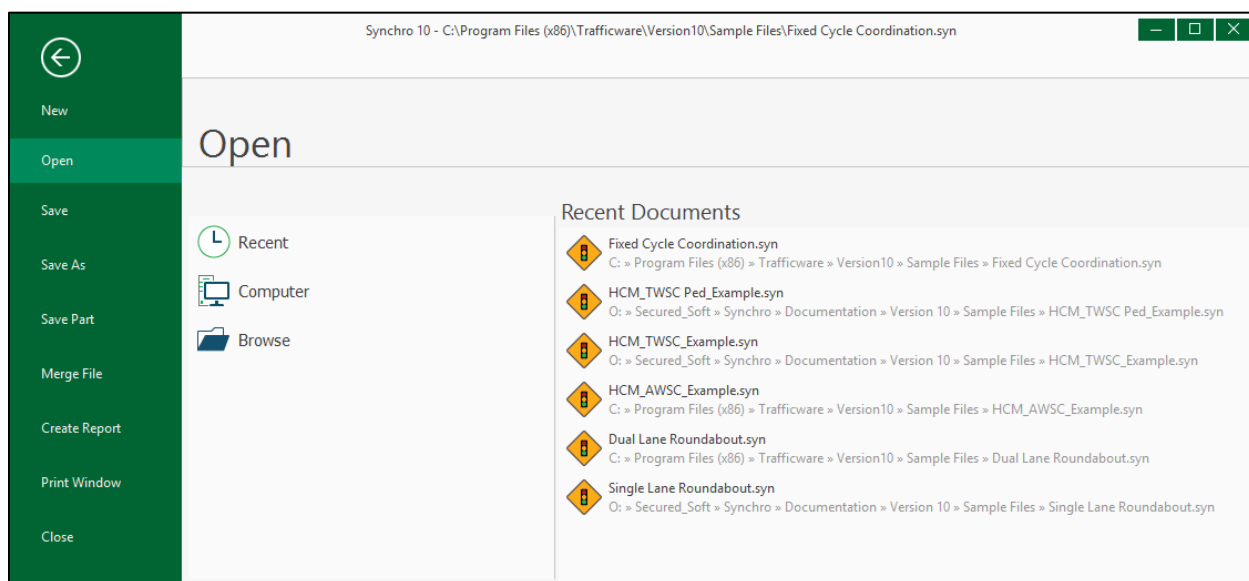 Synchro 10 - C:\Program Files (x86)\Trafficware\Version10\Sample Files\Fixed Cycle Coordination.syn
New
Open
Save
Save As
Save Part
Merge File
Create Report
Print Window
Close
Open
Recent
Computer
Browse
Recent Documents
Fixed Cycle Coordination.syn
C: » Program Files (x86) » Trafficware » Version10 » Sample Files » Fixed Cycle Coordination.syn
HCM_TWSC Ped_Example.syn
O: » Secured_Soft » Synchro » Documentation » Version 10 » Sample Files » HCM_TWSC Ped_Example.syn
HCM_TWSC_Example.syn
O: » Secured_Soft » Synchro » Documentation » Version 10 » Sample Files » HCM_TWSC_Example.syn
HCM_AWSC_Example.syn
C: » Program Files (x86) » Trafficware » Version10 » Sample Files » HCM_AWSC_Example.syn
Dual Lane Roundabout.syn
C: » Program Files (x86) » Trafficware » Version10 » Sample Files » Dual Lane Roundabout.syn
Single Lane Roundabout.syn
O: » Secured_Soft » Synchro » Documentation » Version 10 » Sample Files » Single Lane Roundabout.syn